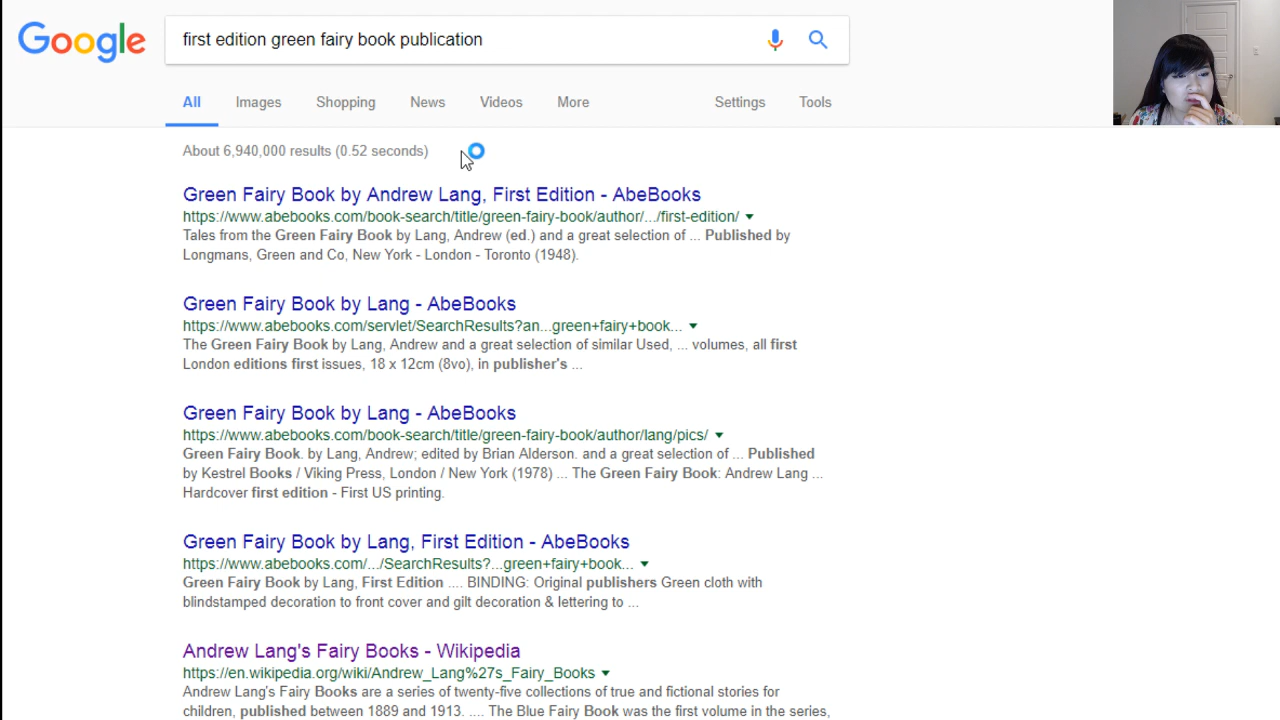 Google
first edition green fairy book publication
All Images Shopping News Videos More Settings Tools
About 6,940,000 results (0.52 seconds)
Green Fairy Book by Andrew Lang, First Edition - AbeBooks
https://www.abebooks.com/book-search/title/green-fairy-book/author/.../first-edition/
Tales from the Green Fairy Book by Lang, Andrew (ed.) and a great selection of ... Published by
Longmans, Green and Co, New York - London - Toronto (1948).
Green Fairy Book by Lang - AbeBooks
https://www.abebooks.com/servlet/SearchResults?an...green+fairy+book...
The Green Fairy Book by Lang, Andrew and a great selection of similar Used, ... volumes, all first
London editions first issues, 18 x 12cm (8vo), in publisher's ...
Green Fairy Book by Lang - AbeBooks
https://www.abebooks.com/book-search/title/green-fairy-book/author/lang/pics/
Green Fairy Book. by Lang, Andrew; edited by Brian Alderson. and a great selection of ... Published
by Kestrel Books / Viking Press, London / New York (1978) ... The Green Fairy Book: Andrew Lang ...
Hardcover first edition - First US printing.
Green Fairy Book by Lang, First Edition - AbeBooks
https://www.abebooks.com/.../SearchResults?...green+fairy+book...
Green Fairy Book by Lang, First Edition .... BINDING: Original publishers Green cloth with
blindstamped decoration to front cover and gilt decoration & lettering to ...
Andrew Lang's Fairy Books - Wikipedia
https://en.wikipedia.org/wiki/Andrew_Lang%27s_Fairy_Books
Andrew Lang's Fairy Books are a series of twenty-five collections of true and fictional stories for
children, published between 1889 and 1913. .... The Blue Fairy Book was the first volume in the series,